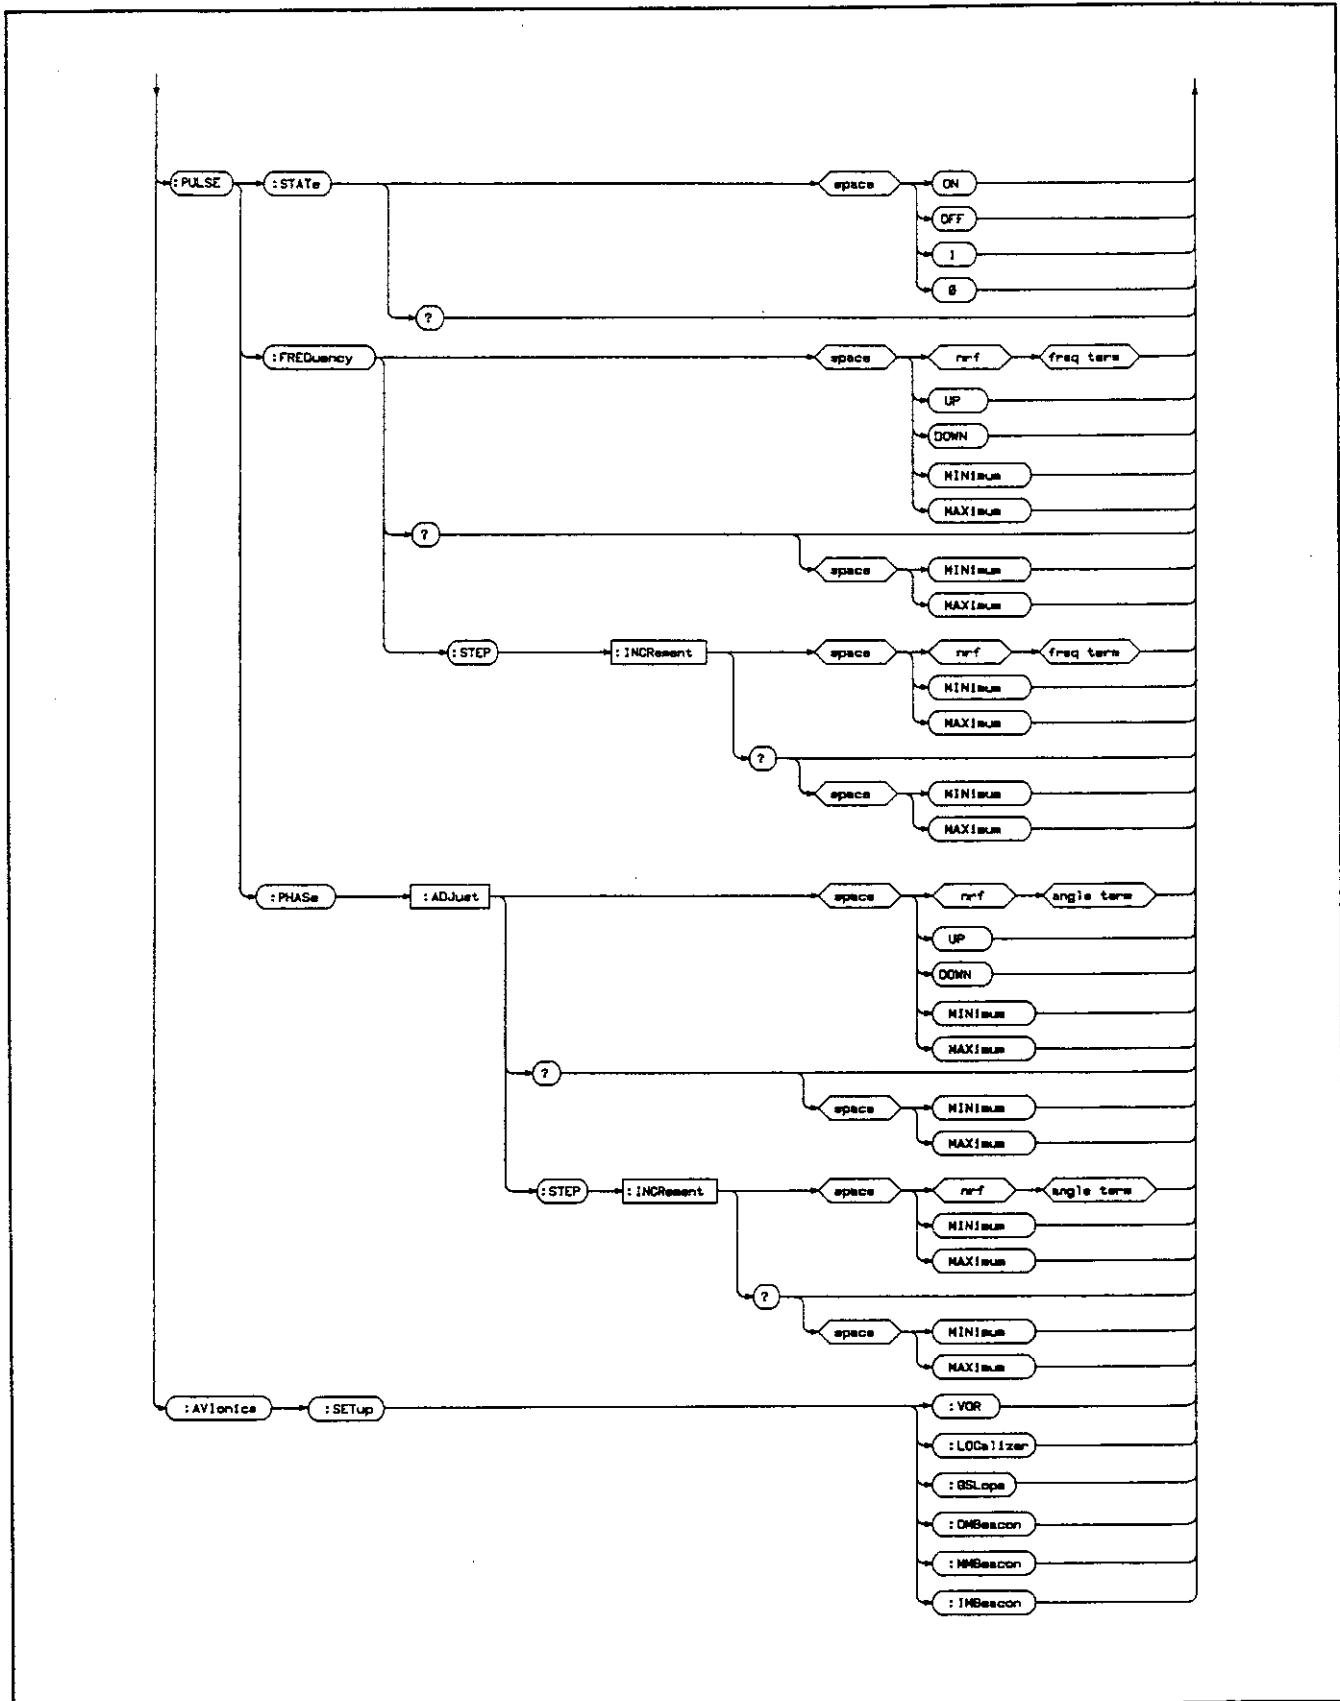 :PULSE :STATe space ON
OFF
1
0
?
:FREQuency space nrf freq term
UP
DOWN
MINimum
MAXimum
?
space MINimum
MAXimum
:STEP :INCRement space nrf freq term
MINimum
MAXimum
?
space MINimum
MAXimum
:PHASe :ADJust space nrf angle term
UP
DOWN
MINimum
MAXimum
?
space MINimum
MAXimum
:STEP :INCRement space nrf angle term
MINimum
MAXimum
?
space MINimum
MAXimum
:AVIonics :SETup :VOR
:LOCalizer
:GSLope
:OMBeacon
:MMBeacon
:IMBeacon